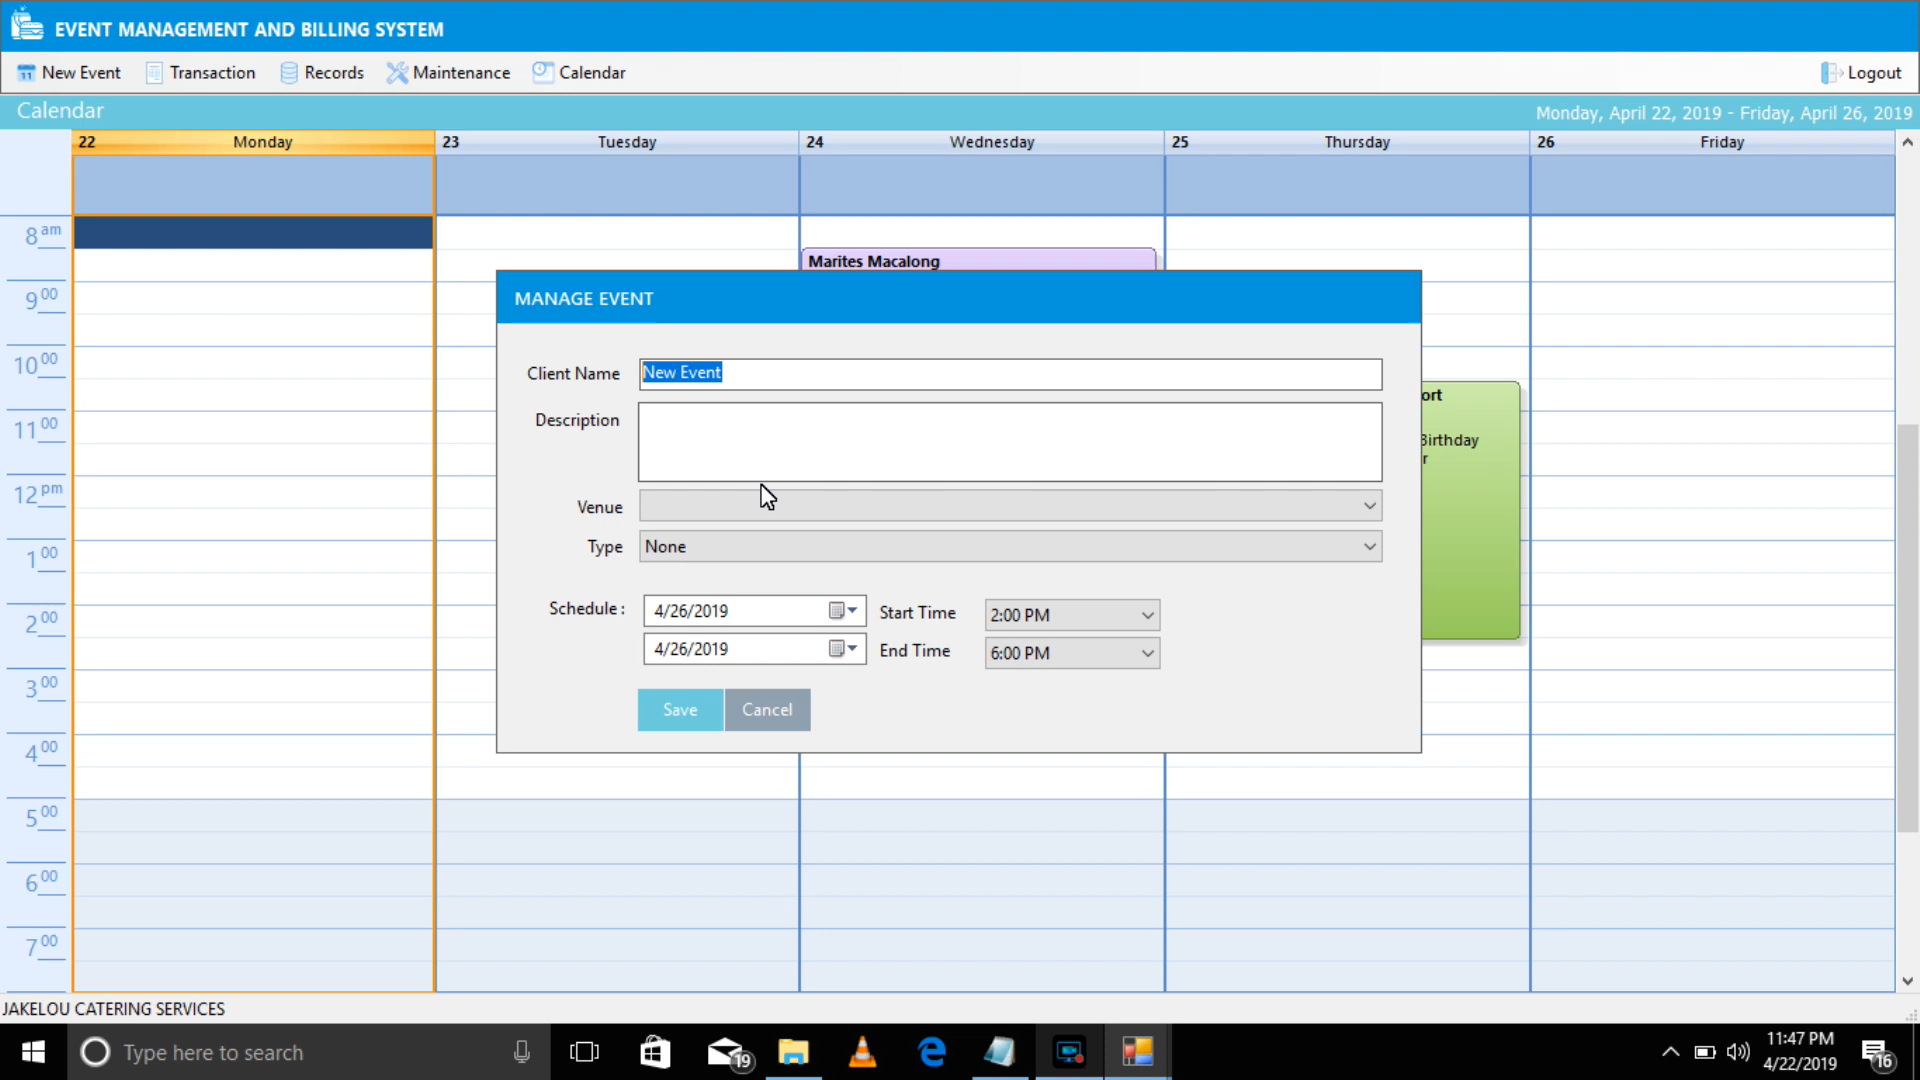 EVENT MANAGEMENT AND BILLING SYSTEM
New Event Transaction Records Maintenance Calendar Logout
Calendar Monday, April 22, 2019 - Friday, April 26, 2019
22 Monday 23 Tuesday 24 Wednesday 25 Thursday 26 Friday
8 am
Marites Macalong
9 00
MANAGE EVENT
10 00
Client Name New Event
ort
11 00
Description
Birthday
r
12 pm
Venue
Type None
1 00
Schedule : 4/26/2019 Start Time 2:00 PM
2 00
4/26/2019 End Time 6:00 PM
3 00
Save Cancel
4 00
5 00
6 00
7 00
JAKELOU CATERING SERVICES
Type here to search
19
11:47 PM
4/22/2019
16